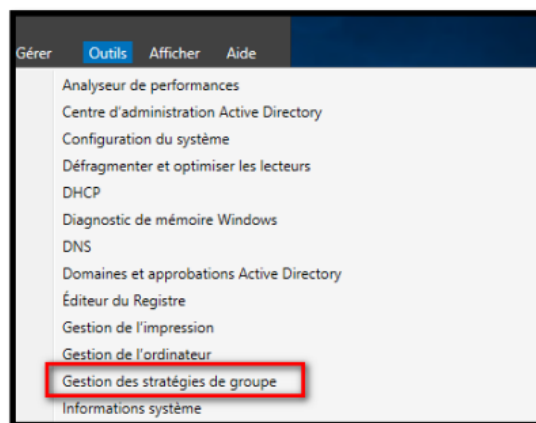 Gérer Outils Afficher Aide
Analyseur de performances
Centre d'administration Active Directory
Configuration du système
Défragmenter et optimiser les lecteurs
DHCP
Diagnostic de mémoire Windows
DNS
Domaines et approbations Active Directory
Éditeur du Registre
Gestion de l'impression
Gestion de l'ordinateur
Gestion des stratégies de groupe
Informations système